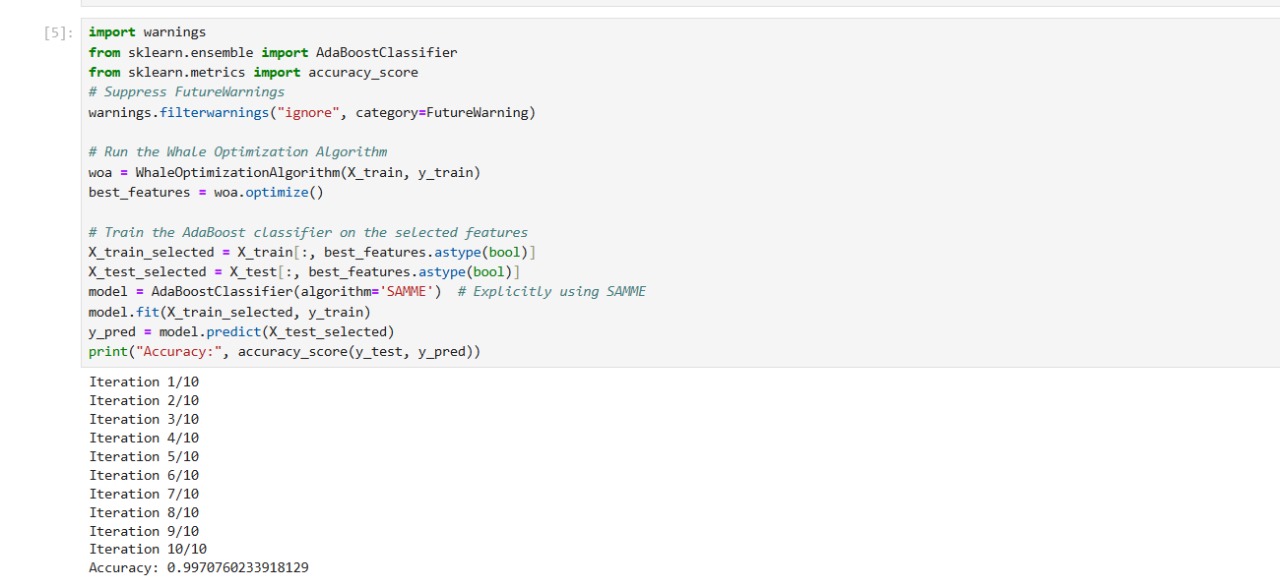 [5]:
import warnings
from sklearn.ensemble import AdaBoostClassifier
from sklearn.metrics import accuracy_score
# Suppress FutureWarnings
warnings.filterwarnings("ignore", category=FutureWarning)
# Run the Whale Optimization Algorithm
woa = WhaleOptimizationAlgorithm(X_train, y_train)
best_features = woa.optimize()
# Train the AdaBoost classifier on the selected features
X_train_selected = X_train[:, best_features.astype(bool)]
X_test_selected = X_test[:, best_features.astype(bool)]
model = AdaBoostClassifier(algorithm='SAMME')  # Explicitly using SAMME
model.fit(X_train_selected, y_train)
y_pred = model.predict(X_test_selected)
print("Accuracy:", accuracy_score(y_test, y_pred))
Iteration 1/10
Iteration 2/10
Iteration 3/10
Iteration 4/10
Iteration 5/10
Iteration 6/10
Iteration 7/10
Iteration 8/10
Iteration 9/10
Iteration 10/10
Accuracy: 0.9970760233918129